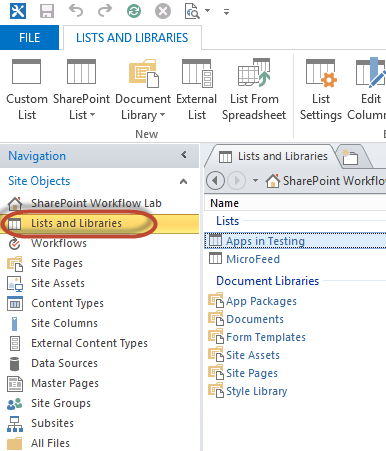 FILE LISTS AND LIBRARIES
Custom List
SharePoint List
Document Library
External List
List From Spreadsheet
List Settings
Edit Colum
New
Navigation
Site Objects
SharePoint Workflow Lab
Lists and Libraries
Workflows
Site Pages
Site Assets
Content Types
Site Columns
External Content Types
Data Sources
Master Pages
Site Groups
Subsites
All Files
Lists and Libraries
SharePoint Workflo
Name
Lists
Apps in Testing
MicroFeed
Document Libraries
App Packages
Documents
Form Templates
Site Assets
Site Pages
Style Library